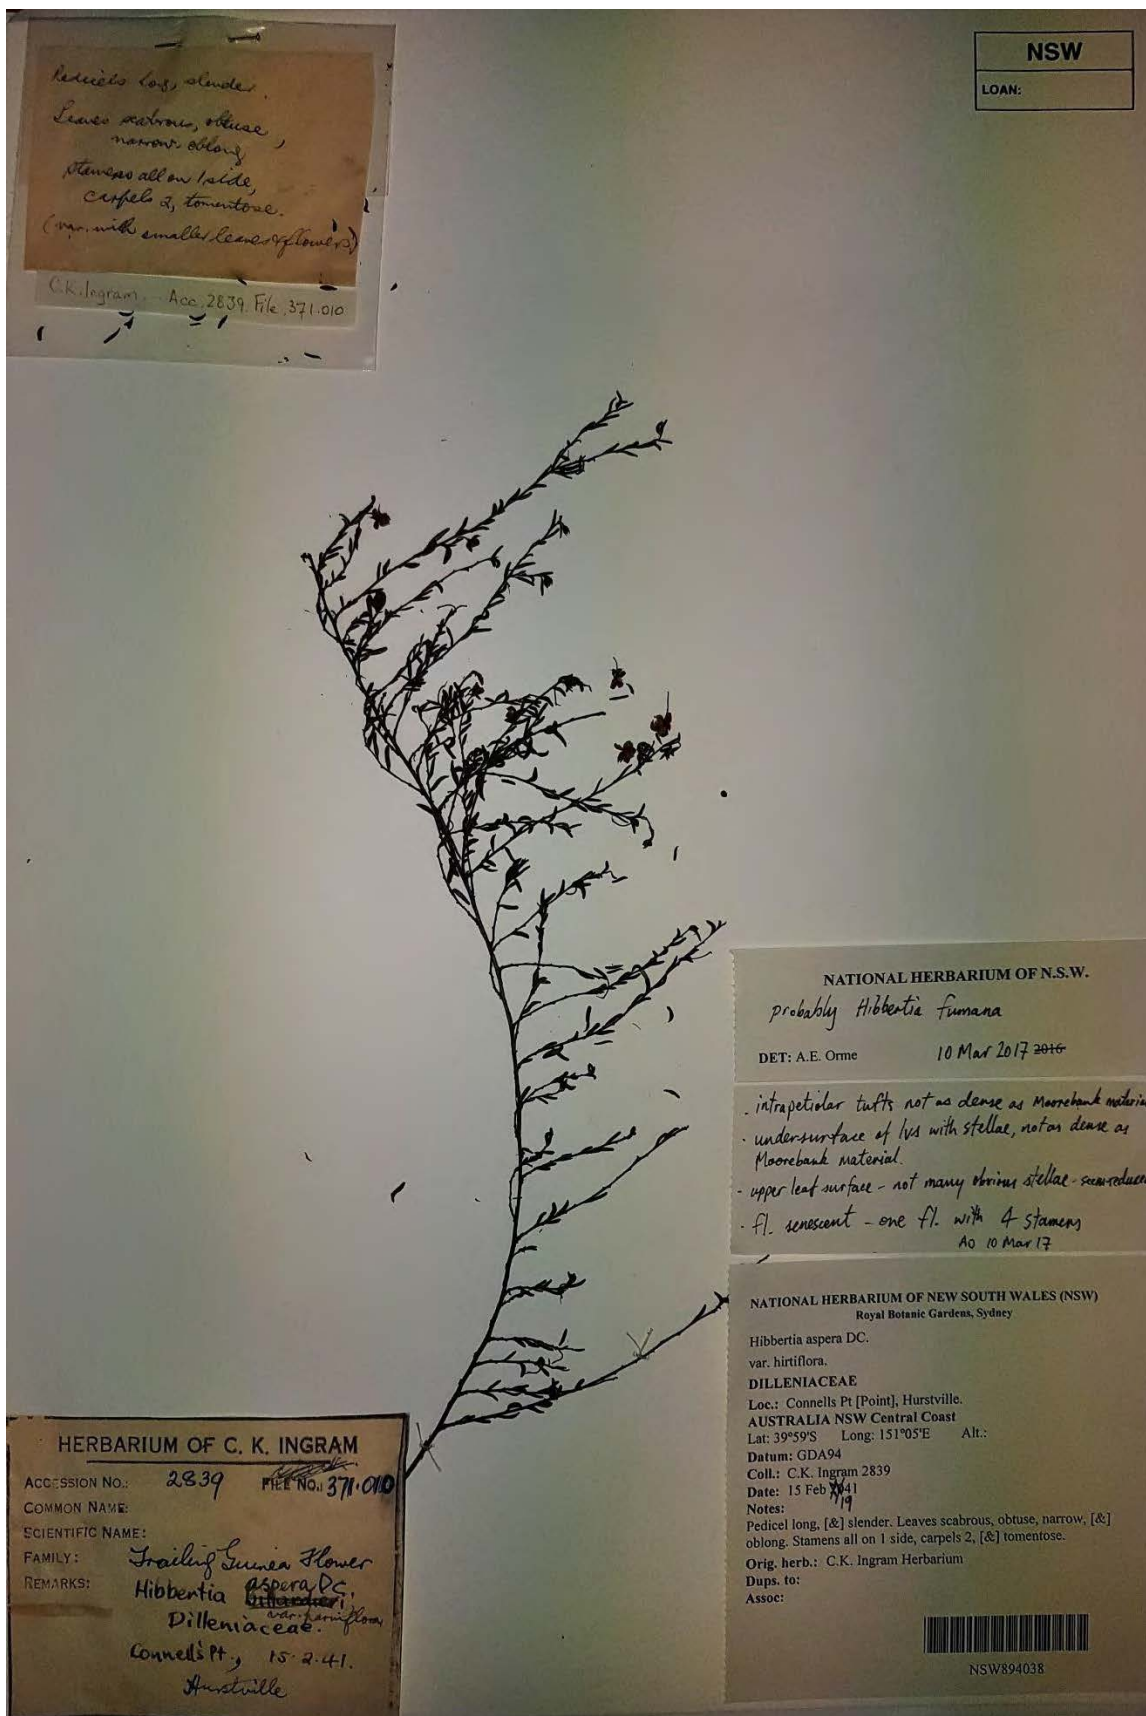 Pedicels long, slender.
Leaves scabrous, obtuse,
narrow oblong
Stamens all on 1 side,
carpels 2, tomentose.
(var. with smaller leaves & flowers)
C.K. Ingram. Acc. 2839. File 371.010
NSW
LOAN:
NATIONAL HERBARIUM OF N.S.W.
probably Hibbertia fumana
DET: A.E. Orme 10 Mar 2017 2016
- intrapetiolar tufts not as dense as Moorebank material
- undersurface of lvs with stellae, not as dense as
Moorebank material.
- upper leaf surface - not many obvious stellae -
- fl. senescent - one fl. with 4 stamens
AO 10 Mar 17
NATIONAL HERBARIUM OF NEW SOUTH WALES (NSW)
Royal Botanic Gardens, Sydney
Hibbertia aspera DC.
var. hirtiflora.
DILLENIACEAE
Loc.: Connells Pt [Point], Hurstville.
AUSTRALIA NSW Central Coast
Lat: 39°59'S Long: 151°05'E Alt.:
Datum: GDA94
Coll.: C.K. Ingram 2839
Date: 15 Feb 41
19
Notes:
Pedicel long, [&] slender. Leaves scabrous, obtuse, narrow, [&]
oblong. Stamens all on 1 side, carpels 2, [&] tomentose.
Orig. herb.: C.K. Ingram Herbarium
Dups. to:
Assoc:
NSW894038
HERBARIUM OF C. K. INGRAM
ACCESSION NO.: 2839 FILE NO.: 371.010
COMMON NAME:
SCIENTIFIC NAME:
FAMILY: Trailing Guinea Flower
REMARKS: Hibbertia aspera DC.
var. parviflora
Dilleniaceae.
Connell's Pt., 15.2.41.
Hurstville